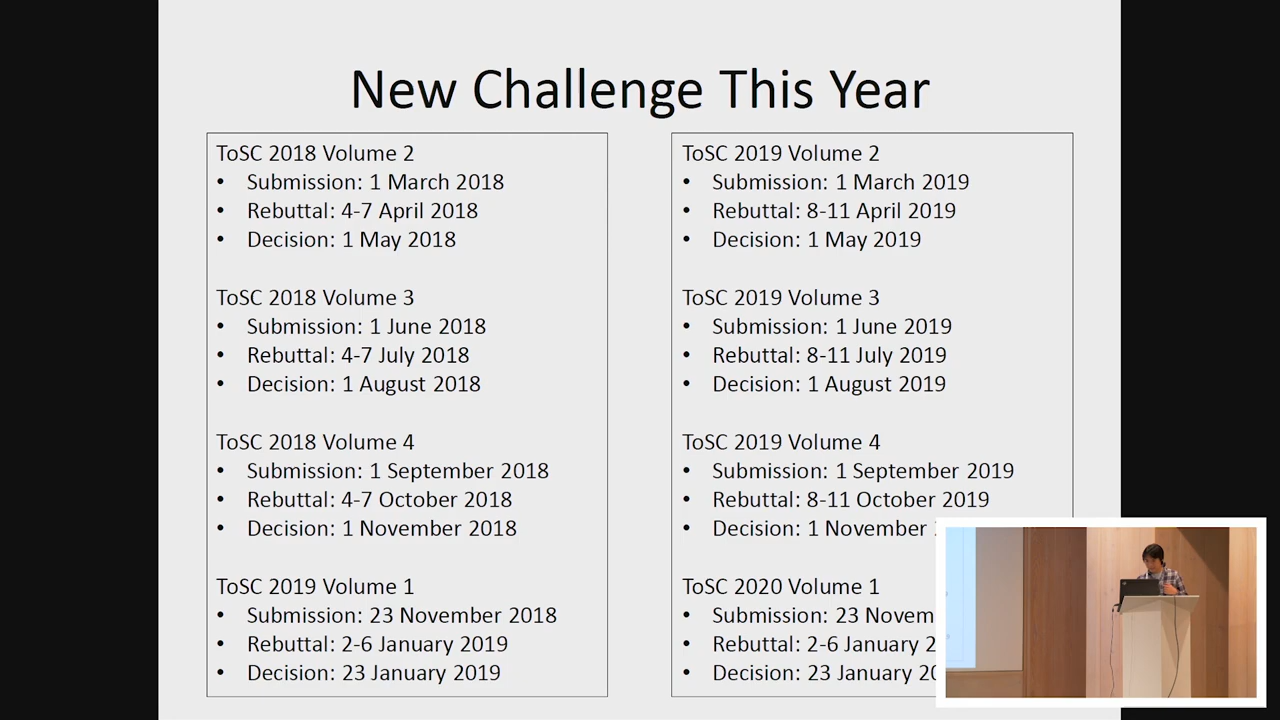 New Challenge This Year
ToSC 2018 Volume 2
• Submission: 1 March 2018
• Rebuttal: 4-7 April 2018
• Decision: 1 May 2018
ToSC 2018 Volume 3
• Submission: 1 June 2018
• Rebuttal: 4-7 July 2018
• Decision: 1 August 2018
ToSC 2018 Volume 4
• Submission: 1 September 2018
• Rebuttal: 4-7 October 2018
• Decision: 1 November 2018
ToSC 2019 Volume 1
• Submission: 23 November 2018
• Rebuttal: 2-6 January 2019
• Decision: 23 January 2019
ToSC 2019 Volume 2
• Submission: 1 March 2019
• Rebuttal: 8-11 April 2019
• Decision: 1 May 2019
ToSC 2019 Volume 3
• Submission: 1 June 2019
• Rebuttal: 8-11 July 2019
• Decision: 1 August 2019
ToSC 2019 Volume 4
• Submission: 1 September 2019
• Rebuttal: 8-11 October 2019
• Decision: 1 November
ToSC 2020 Volume 1
• Submission: 23 Novem
• Rebuttal: 2-6 January 2
• Decision: 23 January 20